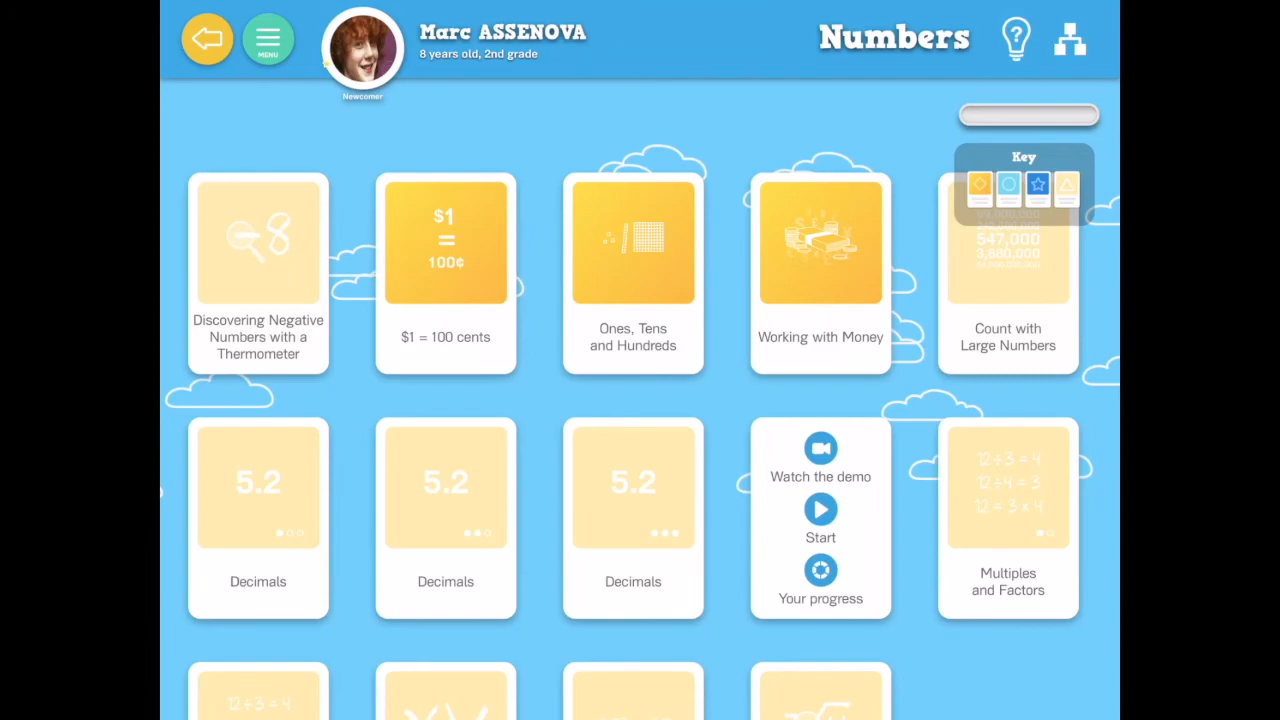 MENU
Marc ASSENOVA
8 years old, 2nd grade
Newcomer
Numbers
?
Key
8
$1
=
100¢
547,000
3,680,000
Discovering Negative
Numbers with a
Thermometer
$1 = 100 cents
Ones, Tens
and Hundreds
Working with Money
Count with
Large Numbers
5.2
Decimals
5.2
Decimals
5.2
Decimals
Watch the demo
Start
Your progress
12÷3=4
12÷4=3
12=3x4
Multiples
and Factors
12÷3=4